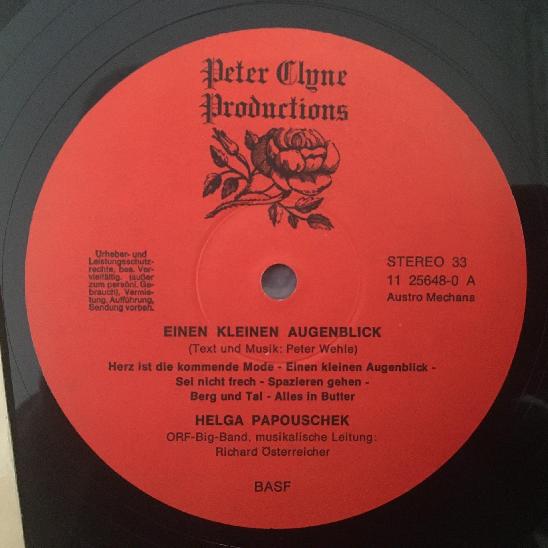 Peter Clyne
Productions
Urheber- und
Leistungsschutz-
rechte, bes. Ver-
vielfältig. (außer
zum persönl. Ge-
brauch!), Vermie-
tung, Aufführung,
Sendung vorbeh.
STEREO 33
11 25648-0 A
Austro Mechana
EINEN KLEINEN AUGENBLICK
(Text und Musik: Peter Wehle)
Herz ist die kommende Mode - Einen kleinen Augenblick -
Sei nicht frech - Spazieren gehen -
Berg und Tal - Alles in Butter
HELGA PAPOUSCHEK
ORF-Big-Band, musikalische Leitung:
Richard Österreicher
BASF